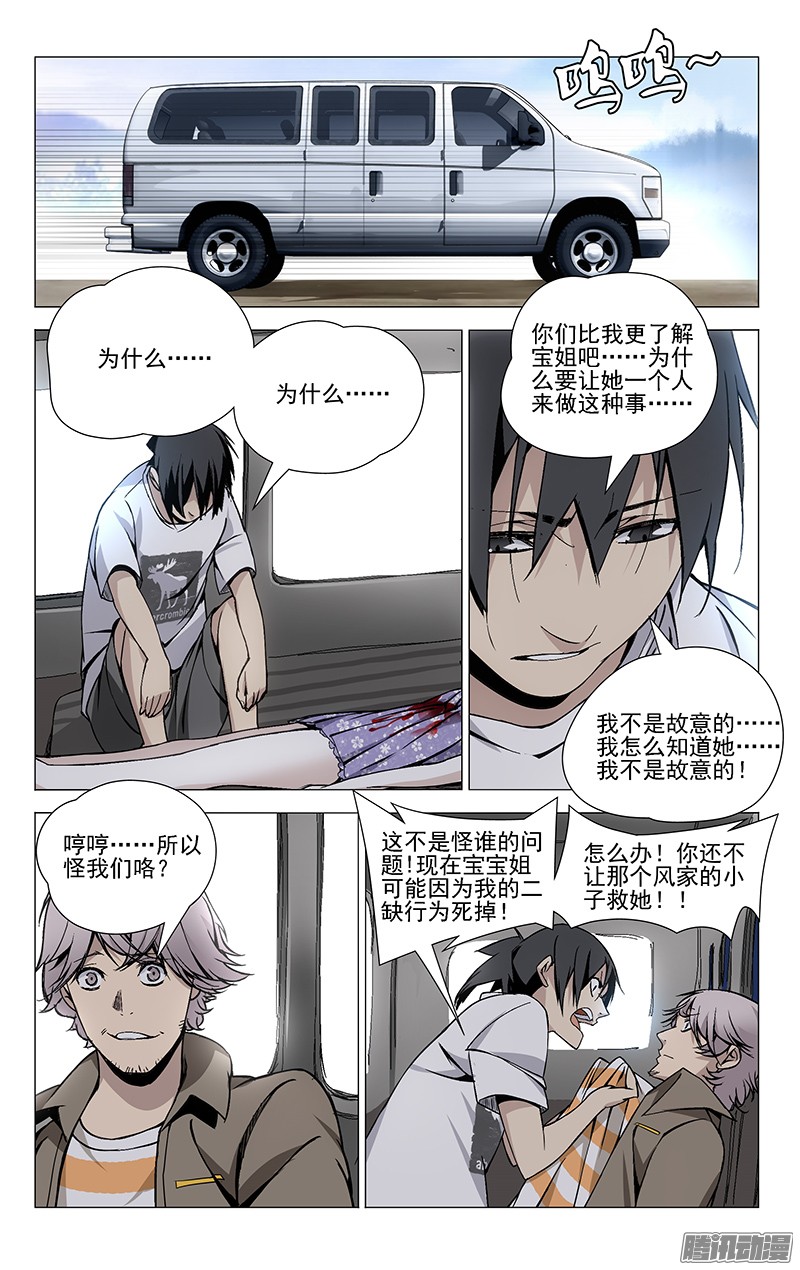 呜呜~
为什么……
为什么……
你们比我更了解
宝姐吧……为什
么要让她一个人
来做这种事……
我不是故意的……
我怎么知道她……
我不是故意的！
哼哼……所以
怪我们咯？
这不是怪谁的问
题！现在宝宝姐
可能因为我的二
缺行为死掉！
怎么办！你还不
让那个风家的小
子救她！！
腾讯动漫